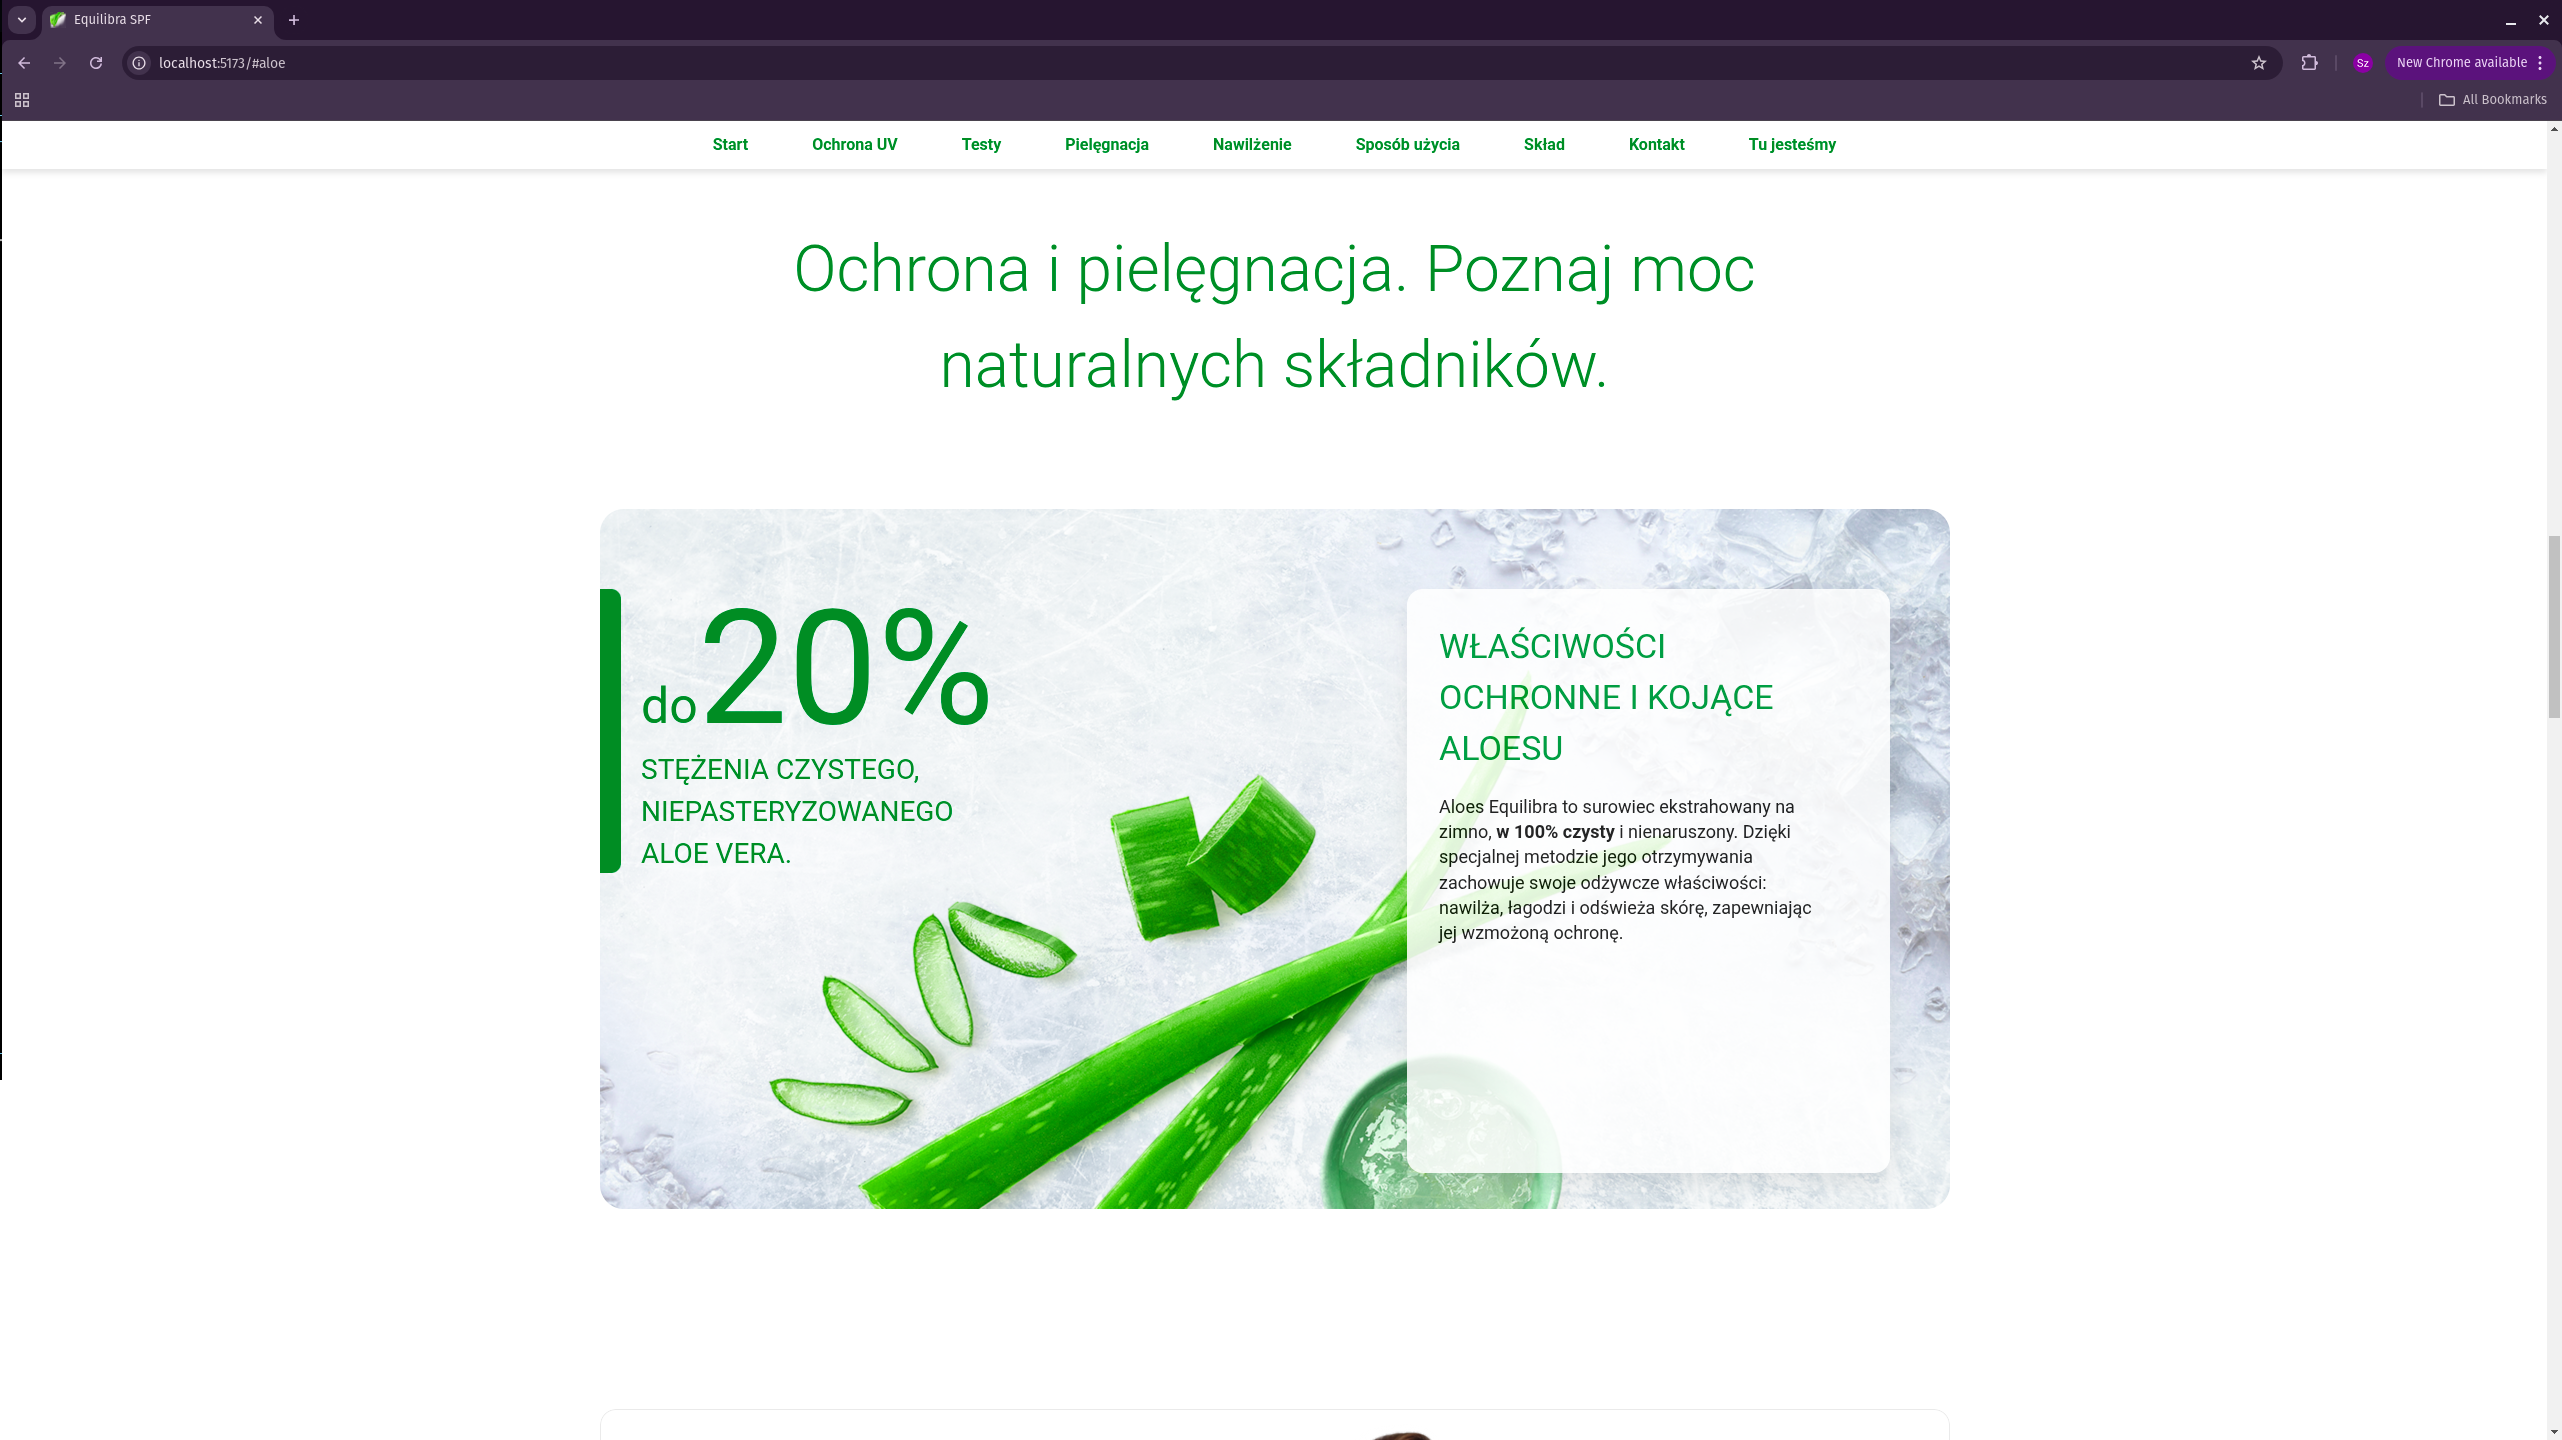 Equilibra SPF
localhost:5173/#aloe
Sz
New Chrome available
All Bookmarks
Start
Ochrona UV
Testy
Pielęgnacja
Nawilżenie
Sposób użycia
Skład
Kontakt
Tu jesteśmy
Ochrona i pielęgnacja. Poznaj moc
naturalnych składników.
do 20%
STĘŻENIA CZYSTEGO,
NIEPASTERYZOWANEGO
ALOE VERA.
WŁAŚCIWOŚCI
OCHRONNE I KOJĄCE
ALOESU
Aloes Equilibra to surowiec ekstrahowany na
zimno, w 100% czysty i nienaruszony. Dzięki
specjalnej metodzie jego otrzymywania
zachowuje swoje odżywcze właściwości:
nawilża, łagodzi i odświeża skórę, zapewniając
jej wzmożoną ochronę.